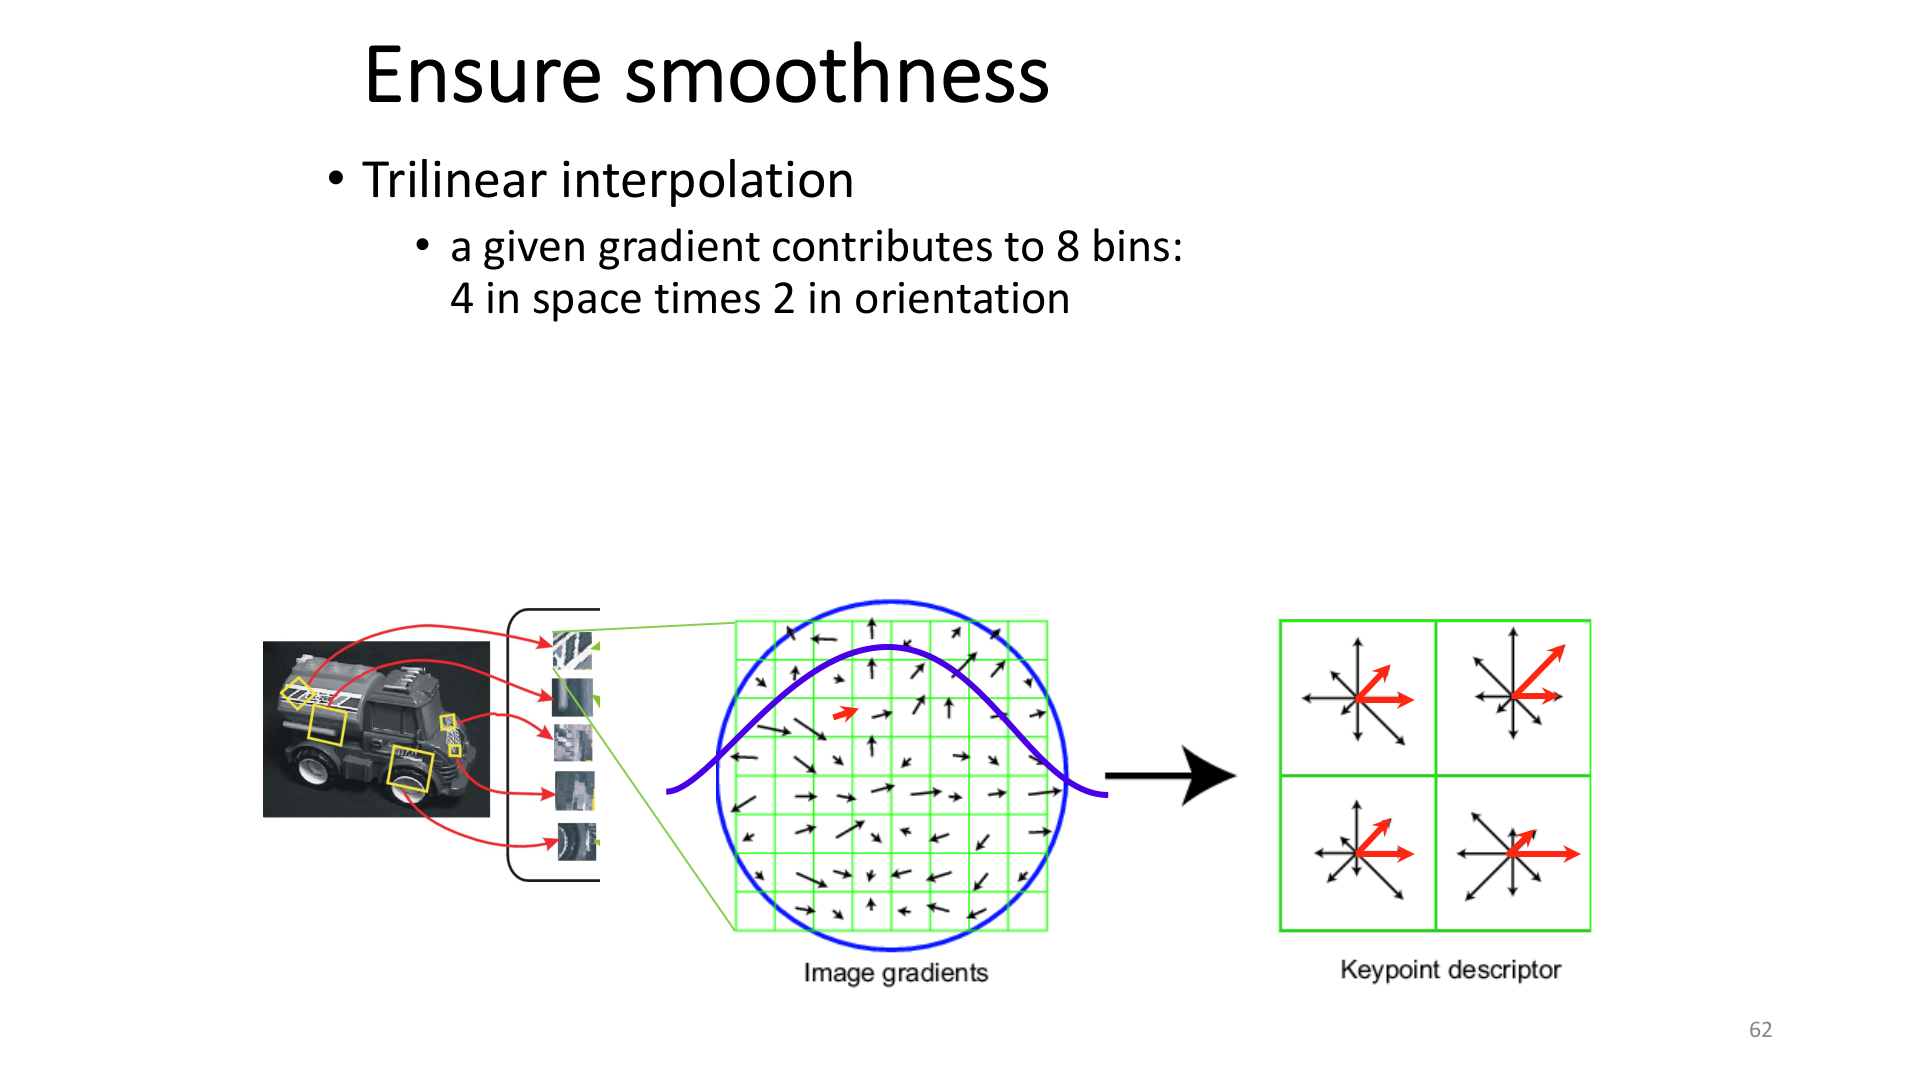 Ensure smoothness
• Trilinear interpolation
• a given gradient contributes to 8 bins:
4 in space times 2 in orientation
Image gradients
Keypoint descriptor
62